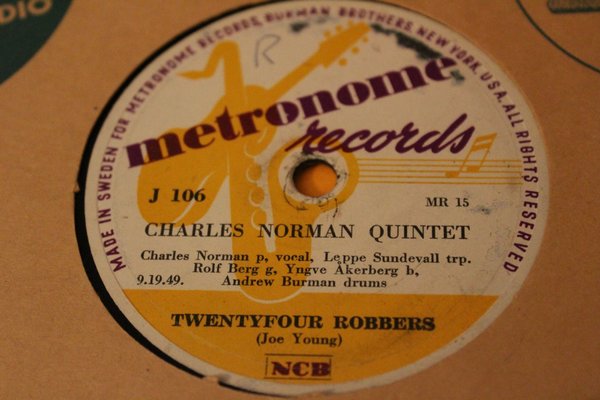 DIO
MADE IN SWEDEN FOR METRONOME RECORDS, BURMAN BROTHERS, NEW YORK, U.S.A. ALL RIGHTS RESERVED
R
metronome
records
J 106
MR 15
CHARLES NORMAN QUINTET
Charles Norman p, vocal, Leppe Sundevall trp.
Rolf Berg g, Yngve Åkerberg b,
9.19.49. Andrew Burman drums
TWENTYFOUR ROBBERS
(Joe Young)
NCB